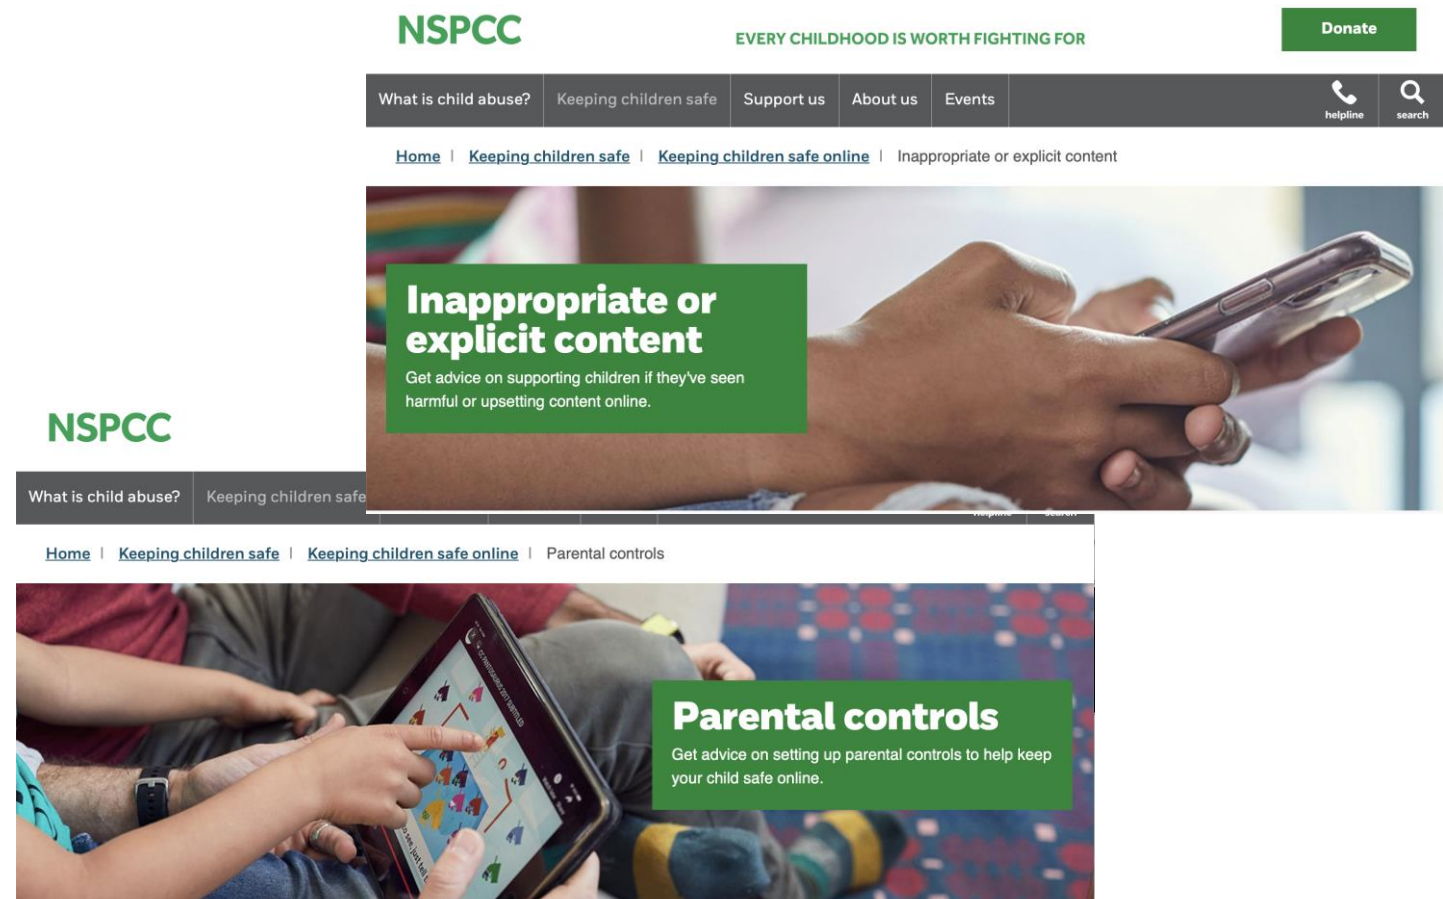 NSPCC
EVERY CHILDHOOD IS WORTH FIGHTING FOR
Donate
What is child abuse?
Keeping children safe
Support us
About us
Events
helpline
search
Home | Keeping children safe | Keeping children safe online | Inappropriate or explicit content
Inappropriate or
explicit content
Get advice on supporting children if they've seen
harmful or upsetting content online.
NSPCC
What is child abuse?
Keeping children safe
Home | Keeping children safe | Keeping children safe online | Parental controls
Parental controls
Get advice on setting up parental controls to help keep
your child safe online.